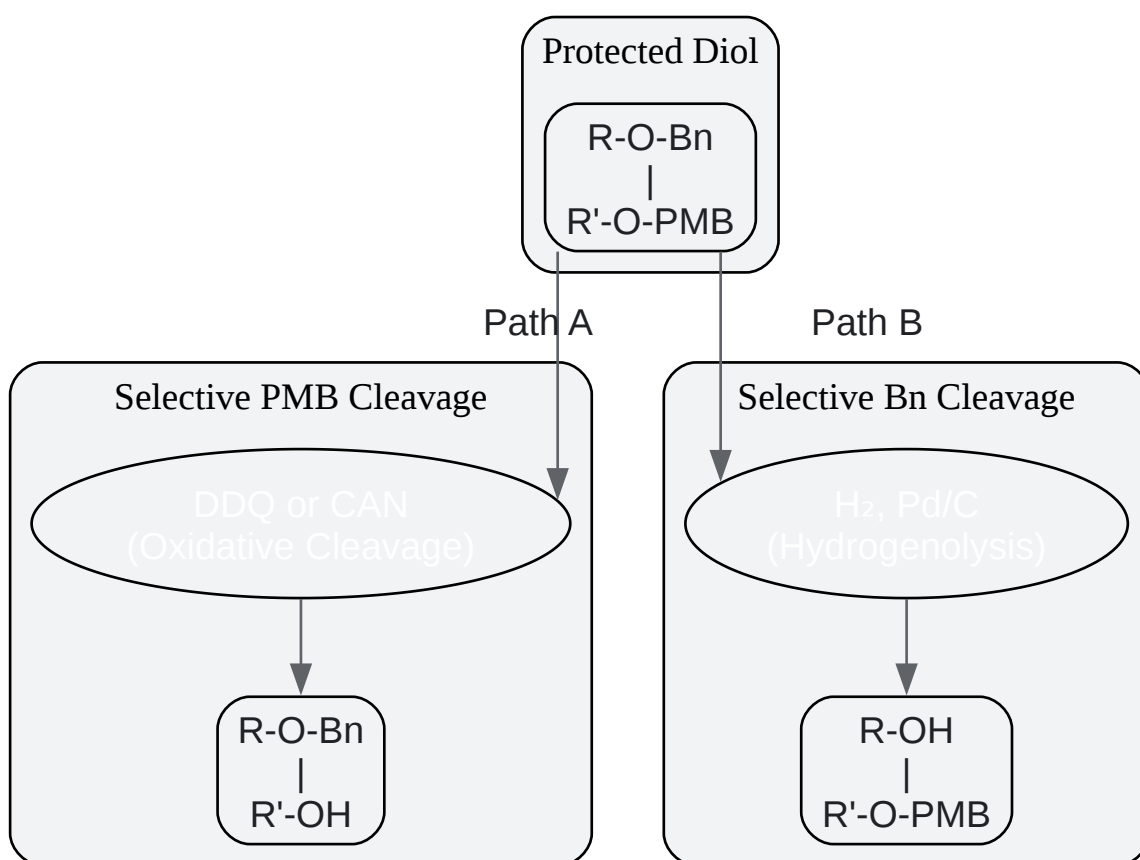 Protected Diol
R-O-Bn
|
R'-O-PMB
Path A
Path B
Selective PMB Cleavage
DDQ or CAN
(Oxidative Cleavage)
R-O-Bn
|
R'-OH
Selective Bn Cleavage
H₂, Pd/C
(Hydrogenolysis)
R-OH
|
R'-O-PMB